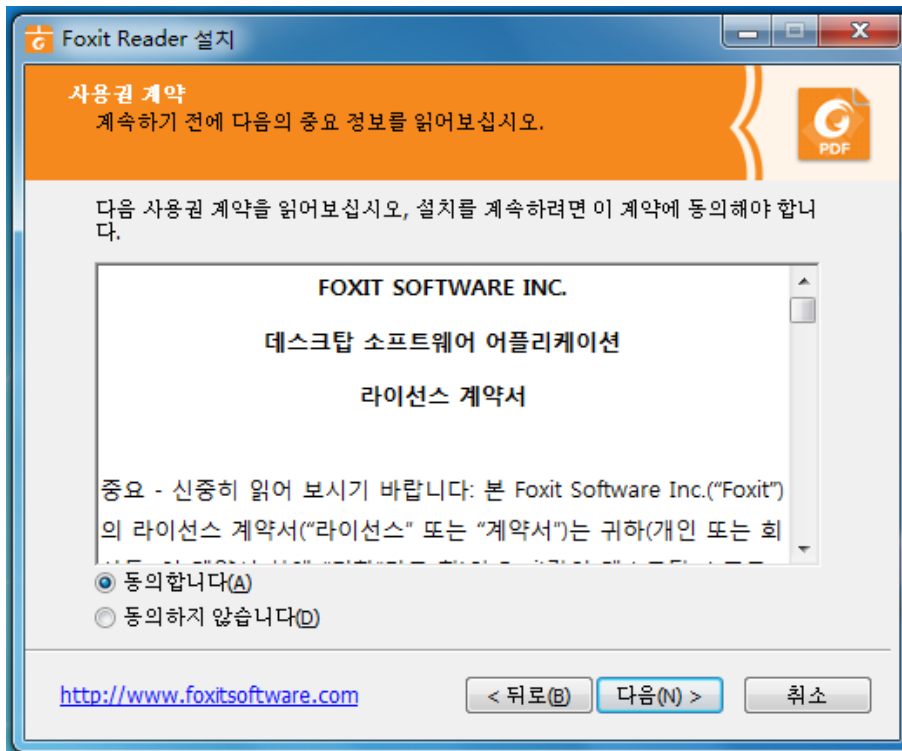 Foxit Reader 설치
사용권 계약
계속하기 전에 다음의 중요 정보를 읽어보십시오.
PDF
다음 사용권 계약을 읽어보십시오, 설치를 계속하려면 이 계약에 동의해야 합니
다.
FOXIT SOFTWARE INC.
데스크탑 소프트웨어 어플리케이션
라이선스 계약서
중요 - 신중히 읽어 보시기 바랍니다: 본 Foxit Software Inc.(“Foxit”)
의 라이선스 계약서(“라이선스” 또는 “계약서”)는 귀하(개인 또는 회
동의합니다(A)
동의하지 않습니다(D)
http://www.foxitsoftware.com
< 뒤로(B)
다음(N) >
취소